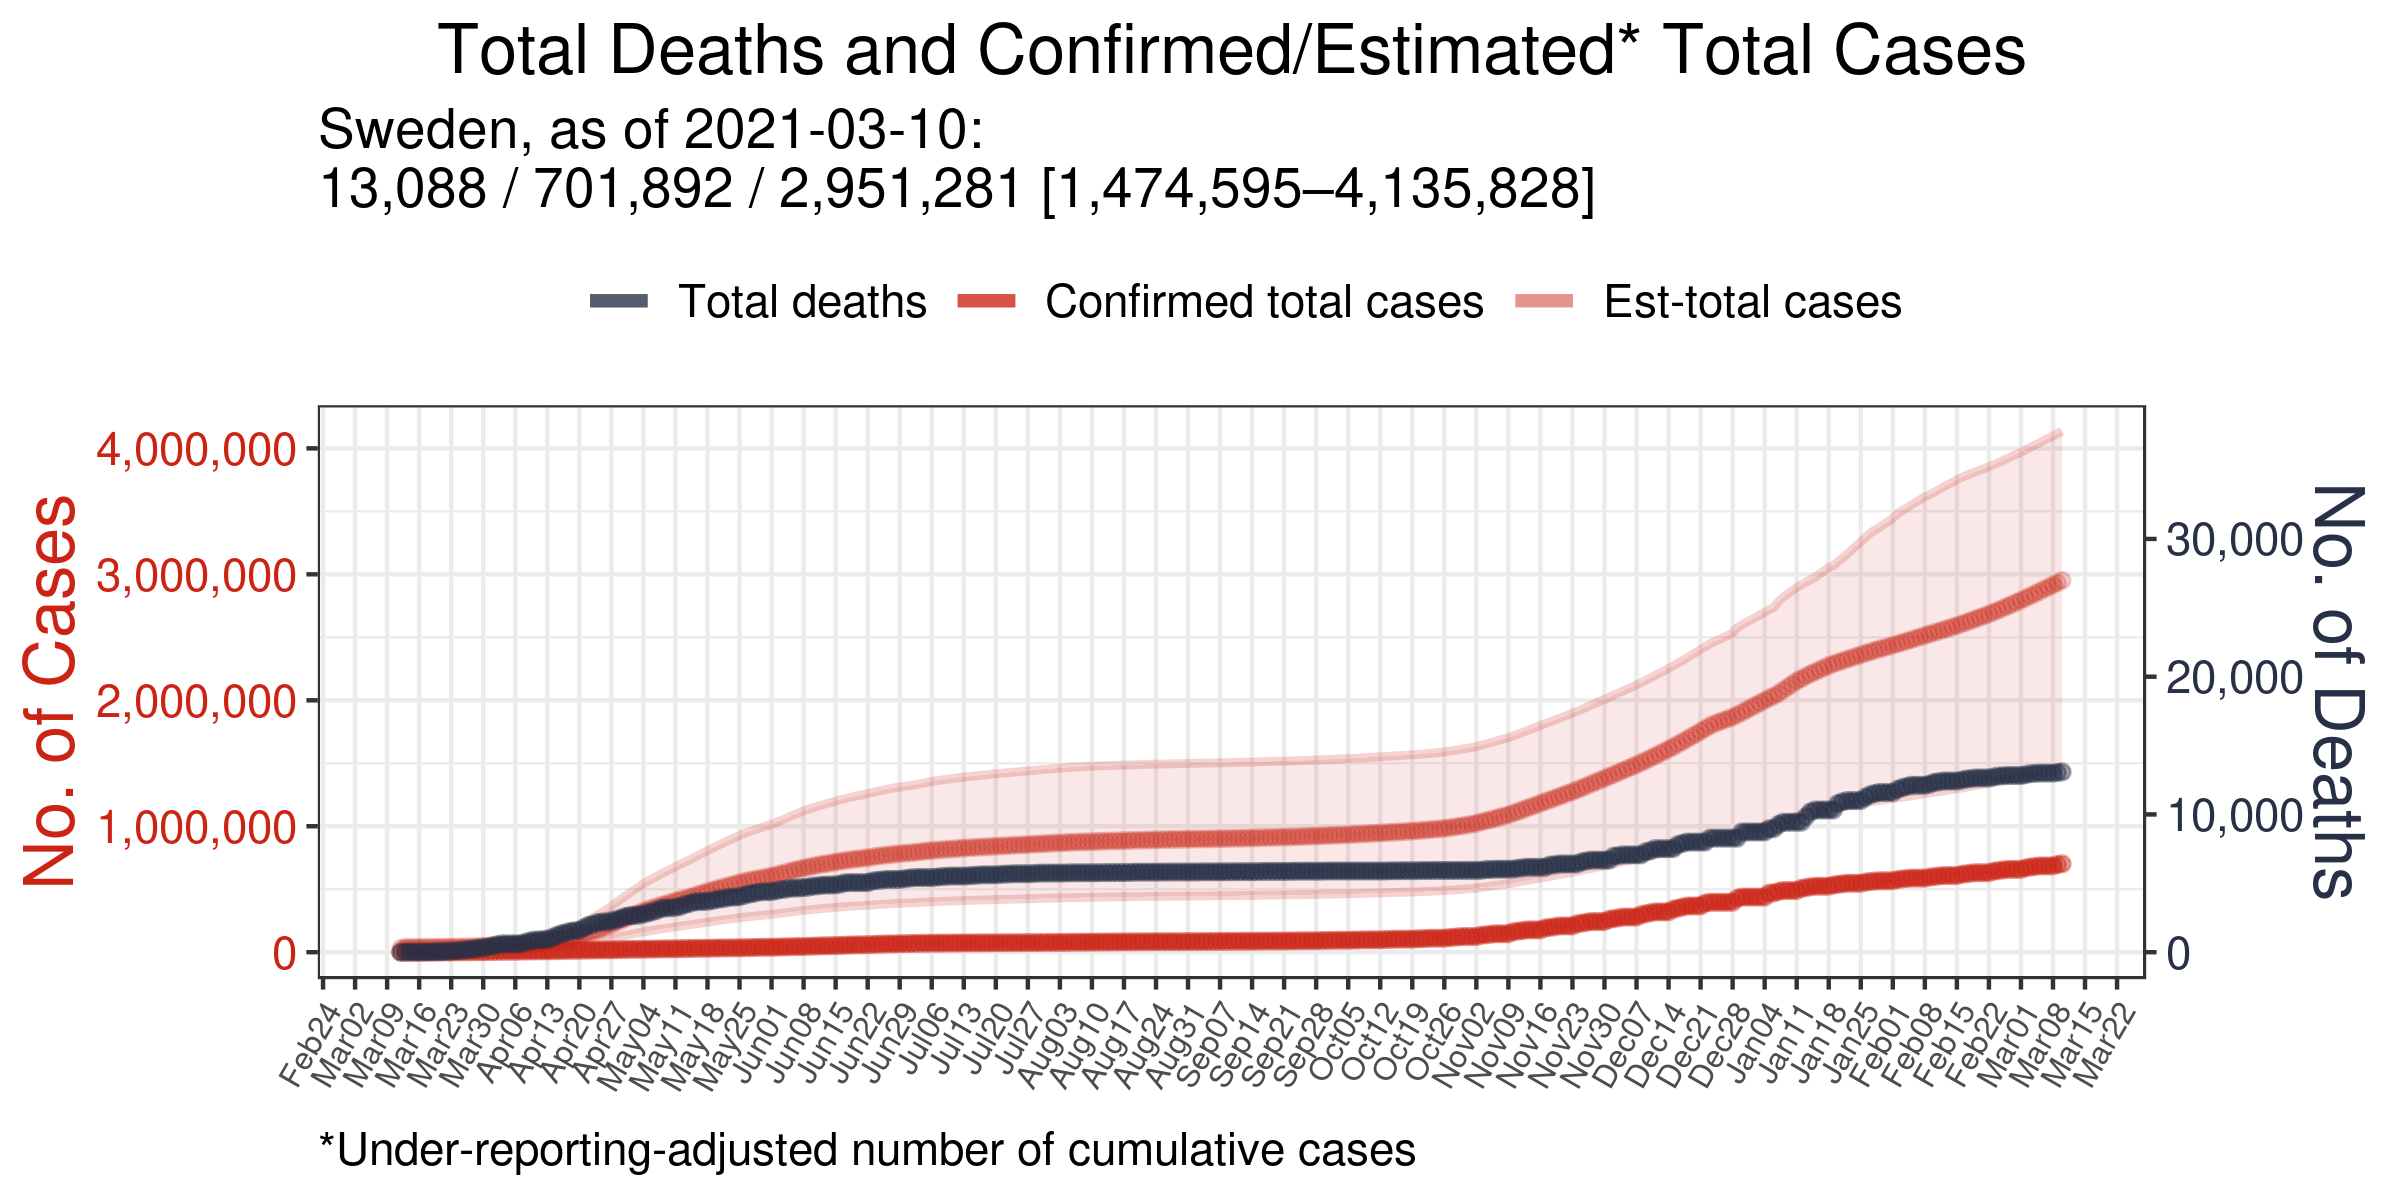 Total Deaths and Confirmed/Estimated* Total Cases
Sweden, as of 2021-03-10:
13,088 / 701,892 / 2,951,281 [1,474,595–4,135,828]
Total deaths
Confirmed total cases
Est-total cases
No. of Cases
4,000,000
3,000,000
2,000,000
1,000,000
0
No. of Deaths
30,000
20,000
10,000
0
Feb24
Mar02
Mar09
Mar16
Mar23
Mar30
Apr06
Apr13
Apr20
Apr27
May04
May11
May18
May25
Jun01
Jun08
Jun15
Jun22
Jun29
Jul06
Jul13
Jul20
Jul27
Aug03
Aug10
Aug17
Aug24
Aug31
Sep07
Sep14
Sep21
Sep28
Oct05
Oct12
Oct19
Oct26
Nov02
Nov09
Nov16
Nov23
Nov30
Dec07
Dec14
Dec21
Dec28
Jan04
Jan11
Jan18
Jan25
Feb01
Feb08
Feb15
Feb22
Mar01
Mar08
Mar15
Mar22
*Under-reporting-adjusted number of cumulative cases